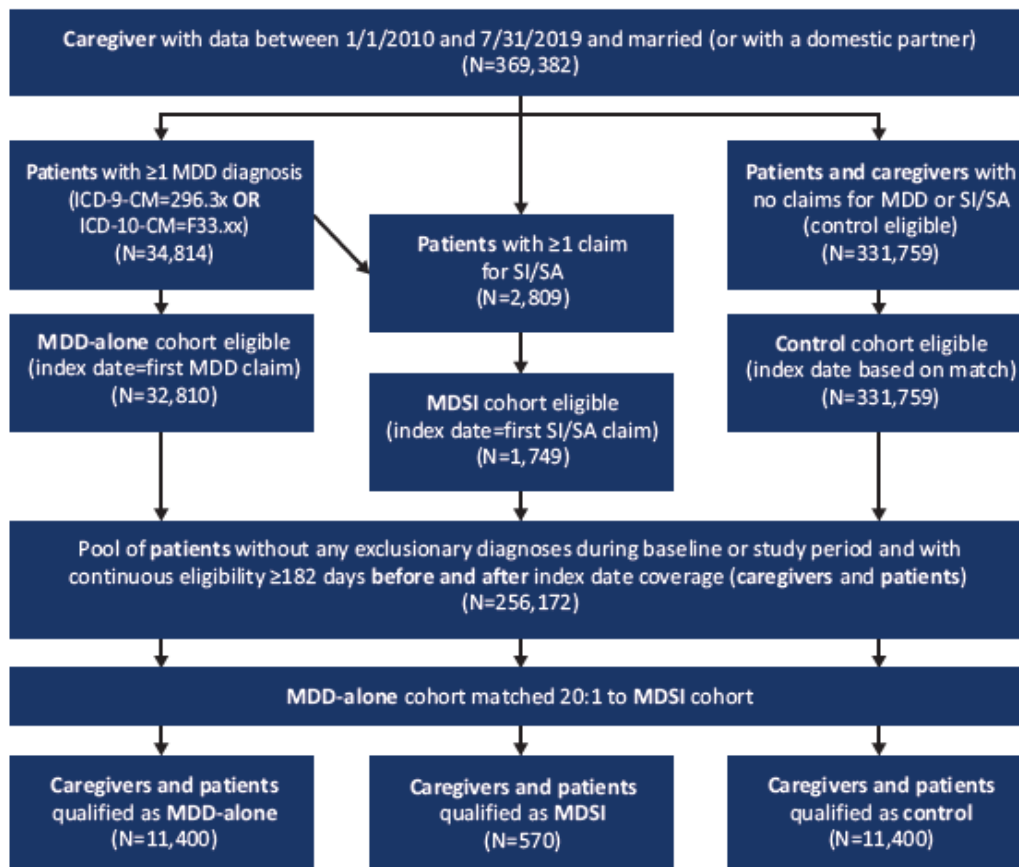 Caregiver with data between 1/1/2010 and 7/31/2019 and married (or with a domestic partner)
(N=369,382)
Patients with ≥1 MDD diagnosis
(ICD-9-CM=296.3x OR
ICD-10-CM=F33.xx)
(N=34,814)
Patients with ≥1 claim
for SI/SA
(N=2,809)
Patients and caregivers with
no claims for MDD or SI/SA
(control eligible)
(N=331,759)
MDD-alone cohort eligible
(index date=first MDD claim)
(N=32,810)
MDSI cohort eligible
(index date=first SI/SA claim)
(N=1,749)
Control cohort eligible
(index date based on match)
(N=331,759)
Pool of patients without any exclusionary diagnoses during baseline or study period and with
continuous eligibility ≥182 days before and after index date coverage (caregivers and patients)
(N=256,172)
MDD-alone cohort matched 20:1 to MDSI cohort
Caregivers and patients
qualified as MDD-alone
(N=11,400)
Caregivers and patients
qualified as MDSI
(N=570)
Caregivers and patients
qualified as control
(N=11,400)